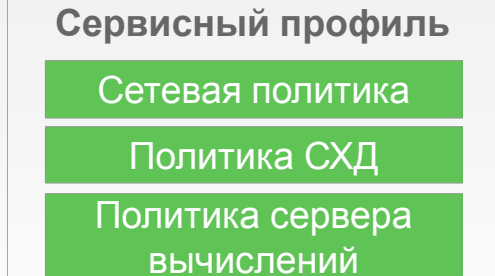 Сервисный профиль
Сетевая политика
Политика СХД
Политика сервера
вычислений